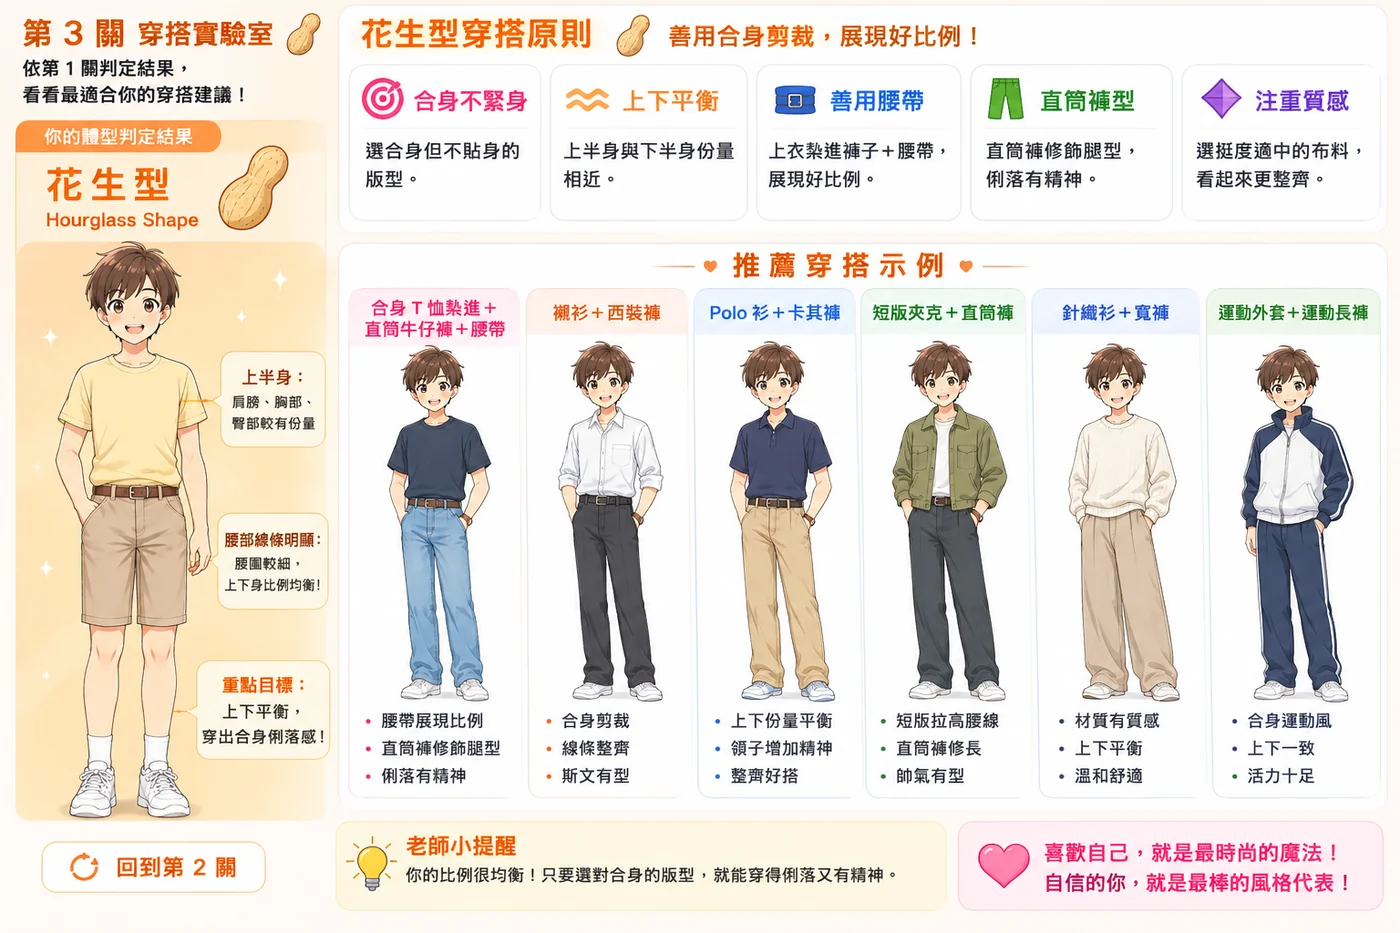 第 3 關 穿搭實驗室
依第 1 關判定結果，
看看最適合你的穿搭建議！
你的體型判定結果
花生型
Hourglass Shape
上半身：
肩膀、胸部、
臀部較有份量
腰部線條明顯：
腰圍較細，
上下身比例均衡！
重點目標：
上下平衡，
穿出合身俐落感！
回到第 2 關
花生型穿搭原則
善用合身剪裁，展現好比例！
合身不緊身
選合身但不貼身的
版型。
上下平衡
上半身與下半身份量
相近。
善用腰帶
上衣紮進褲子＋腰帶，
展現好比例。
直筒褲型
直筒褲修飾腿型，
俐落有精神。
注重質感
選挺度適中的布料，
看起來更整齊。
推薦穿搭示例
合身 T 恤紮進＋
直筒牛仔褲＋腰帶
腰帶展現比例
直筒褲修飾腿型
俐落有精神
襯衫＋西裝褲
合身剪裁
線條整齊
斯文有型
Polo 衫＋卡其褲
上下份量平衡
領子增加精神
整齊好搭
短版夾克＋直筒褲
短版拉高腰線
直筒褲修長
帥氣有型
針織衫＋寬褲
材質有質感
上下平衡
溫和舒適
運動外套＋運動長褲
合身運動風
上下一致
活力十足
老師小提醒
你的比例很均衡！只要選對合身的版型，就能穿得俐落又有精神。
喜歡自己，就是最時尚的魔法！
自信的你，就是最棒的風格代表！